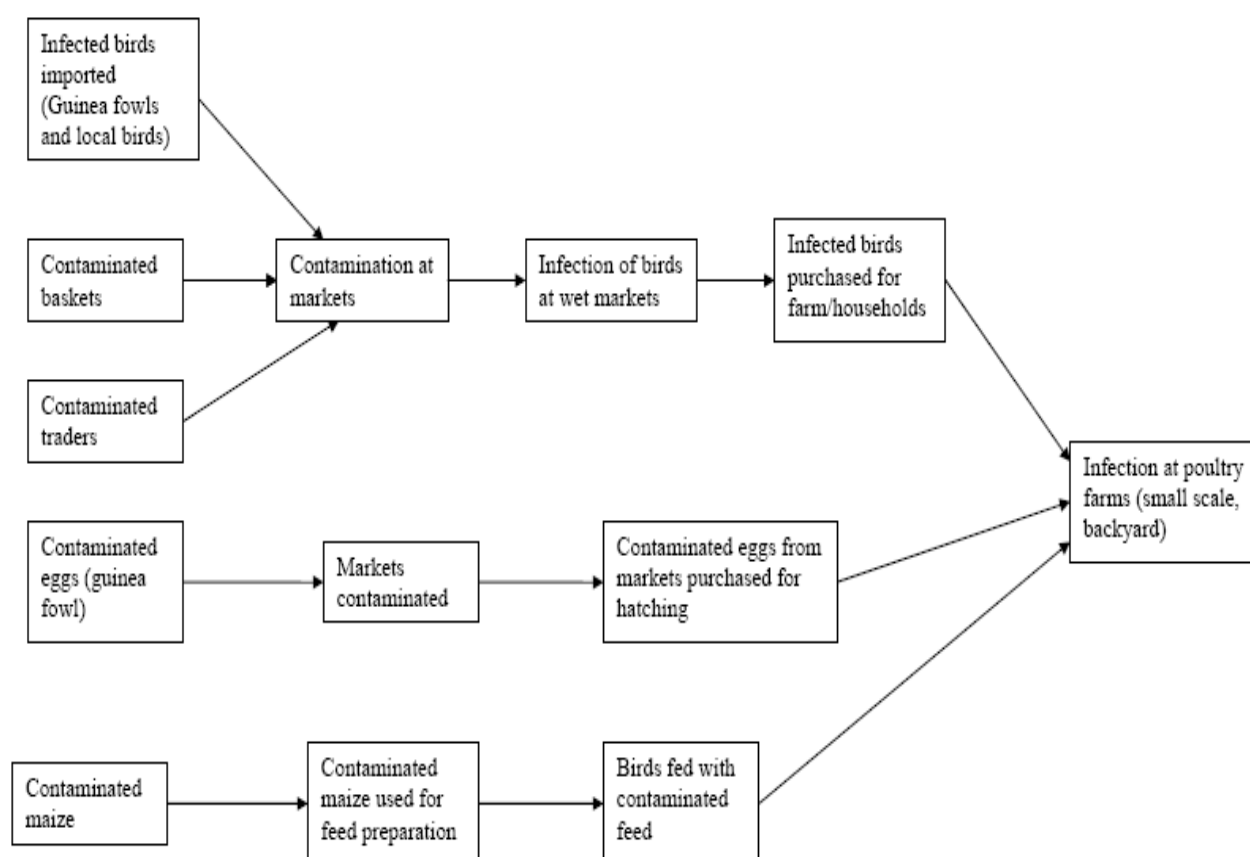 Infected birds
imported
(Guinea fowls
and local birds)
Contaminated
baskets
Contamination at
markets
Infection of birds
at wet markets
Infected birds
purchased for
farm/households
Contaminated
traders
Infection at poultry
farms (small scale,
backyard)
Contaminated
eggs (guinea
fowl)
Markets
contaminated
Contaminated eggs from
markets purchased for
hatching
Contaminated
maize
Contaminated
maize used for
feed preparation
Birds fed with
contaminated
feed